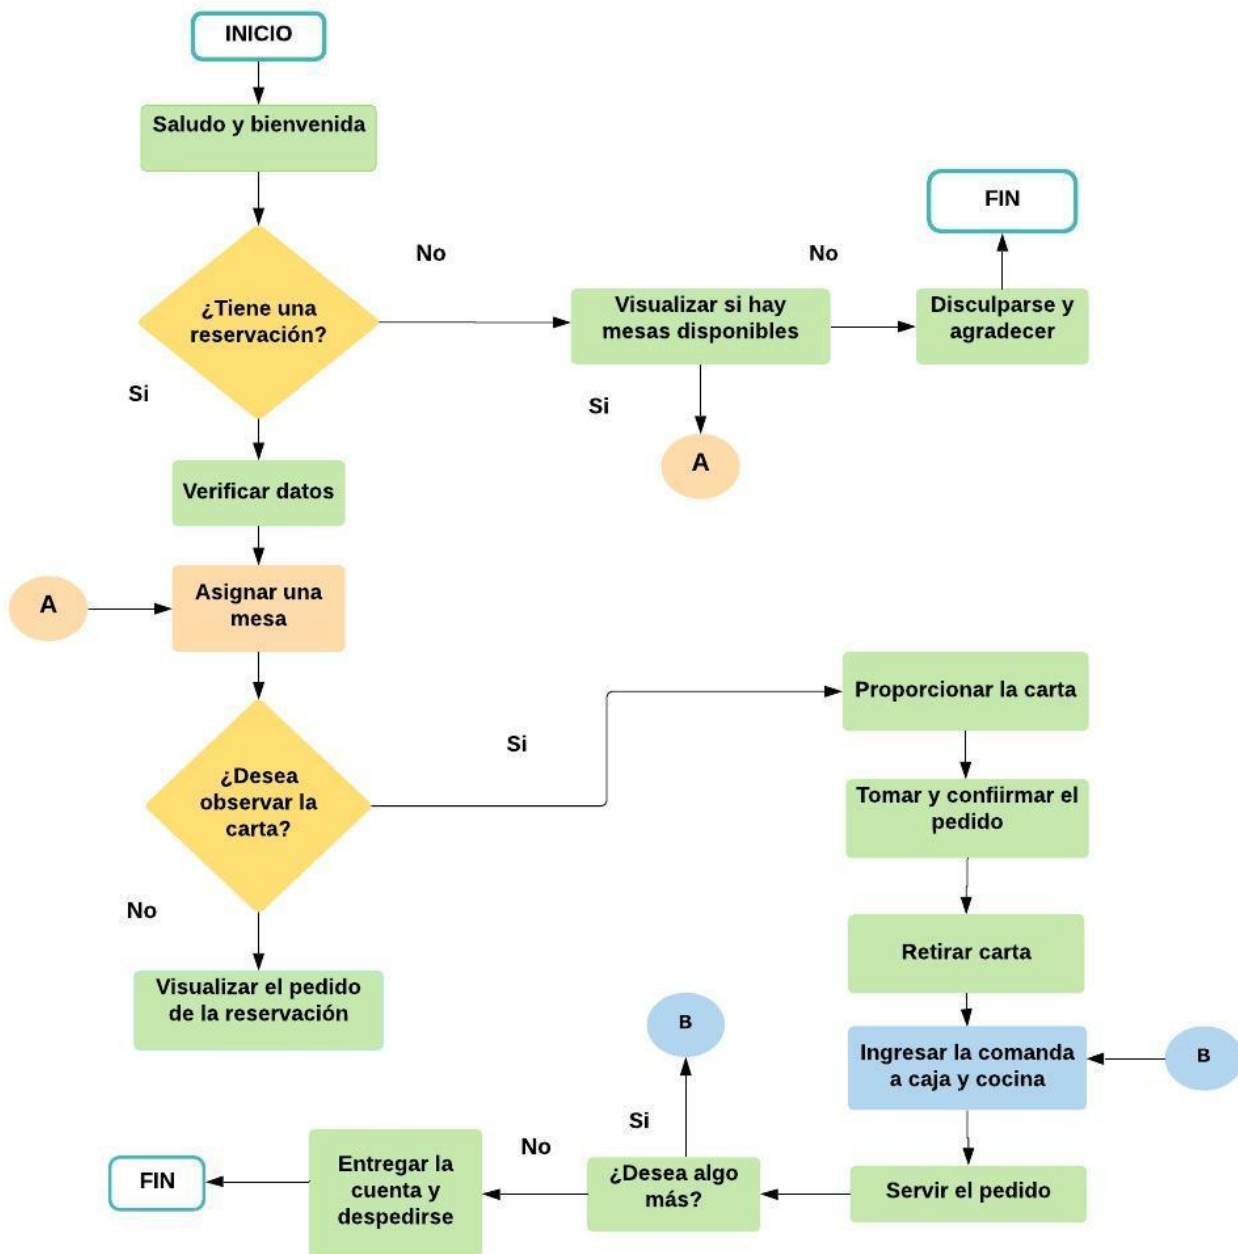 INICIO
Saludo y bienvenida
FIN
No
No
¿Tiene una
reservación?
Visualizar si hay
mesas disponibles
Disculparse y
agradecer
Si
Si
A
Verificar datos
A
Asignar una
mesa
Proporcionar la carta
Si
¿Desea
observar la
carta?
Tomar y confiirmar el
pedido
No
Retirar carta
Visualizar el pedido
de la reservación
B
Ingresar la comanda
a caja y cocina
B
Si
No
Entregar la
cuenta y
despedirse
FIN
¿Desea algo
más?
Servir el pedido